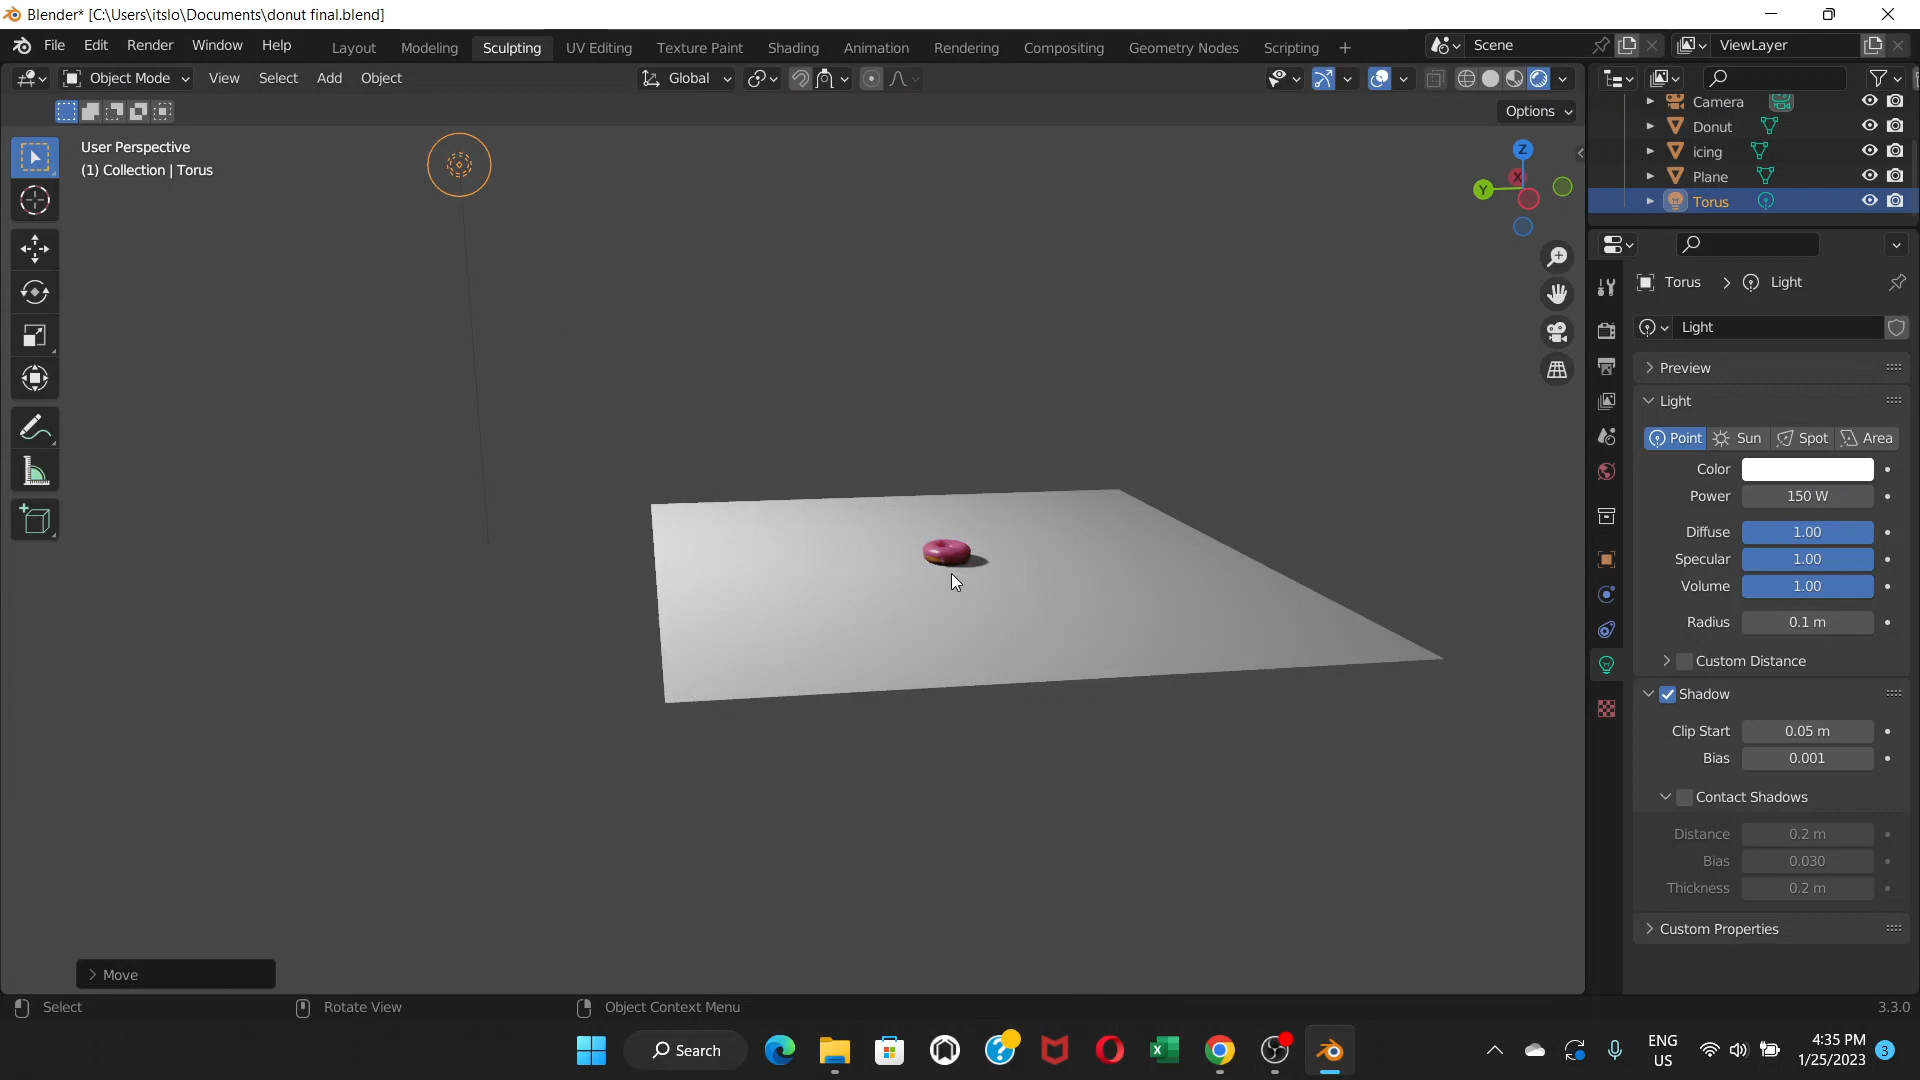 Blender* [C:\Users\itslo\Documents\donut final.blend]
File Edit Render Window Help Layout Modeling Sculpting UV Editing Texture Paint Shading Animation Rendering Compositing Geometry Nodes Scripting + Scene ViewLayer
Object Mode View Select Add Object Global
Options
User Perspective
(1) Collection | Torus
Z
X
Y
Camera
Donut
icing
Plane
Torus
Torus > Light
Light
Preview
Light
Point Sun Spot Area
Color
Power 150 W
Diffuse 1.00
Specular 1.00
Volume 1.00
Radius 0.1 m
Custom Distance
Shadow
Clip Start 0.05 m
Bias 0.001
Contact Shadows
Distance 0.2 m
Bias 0.030
Thickness 0.2 m
Custom Properties
Move
Select Rotate View Object Context Menu 3.3.0
Search
ENG
US
4:35 PM
1/25/2023
3